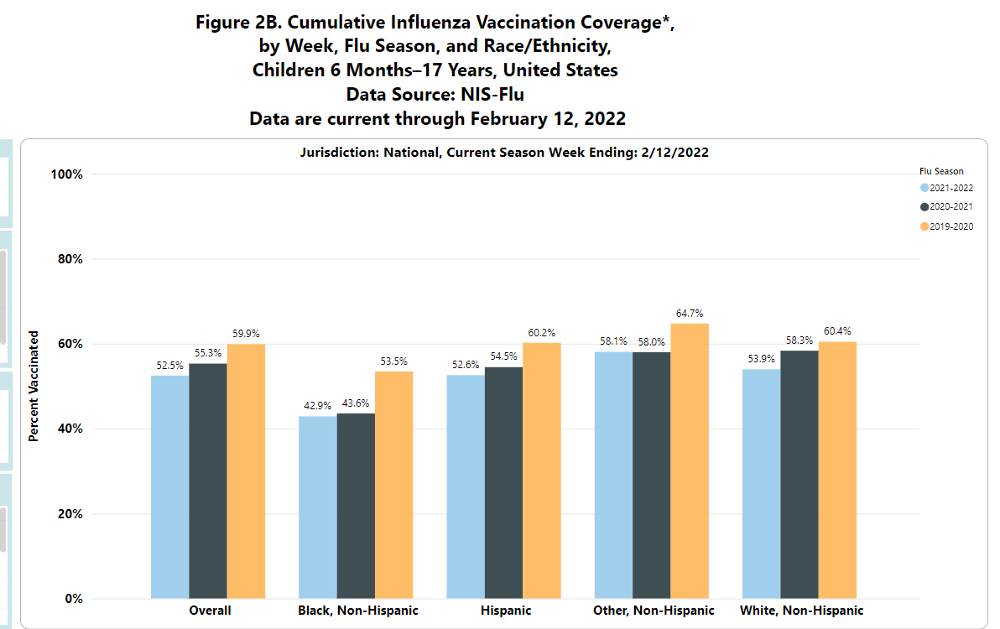 Figure 2B. Cumulative Influenza Vaccination Coverage*,
by Week, Flu Season, and Race/Ethnicity,
Children 6 Months–17 Years, United States
Data Source: NIS-Flu
Data are current through February 12, 2022
Jurisdiction: National, Current Season Week Ending: 2/12/2022
Flu Season
2021-2022
2020-2021
2019-2020
Percent Vaccinated
100%
80%
60%
40%
20%
0%
52.5% 55.3% 59.9%
42.9% 43.6% 53.5%
52.6% 54.5% 60.2%
58.1% 58.0% 64.7%
53.9% 58.3% 60.4%
Overall Black, Non-Hispanic Hispanic Other, Non-Hispanic White, Non-Hispanic